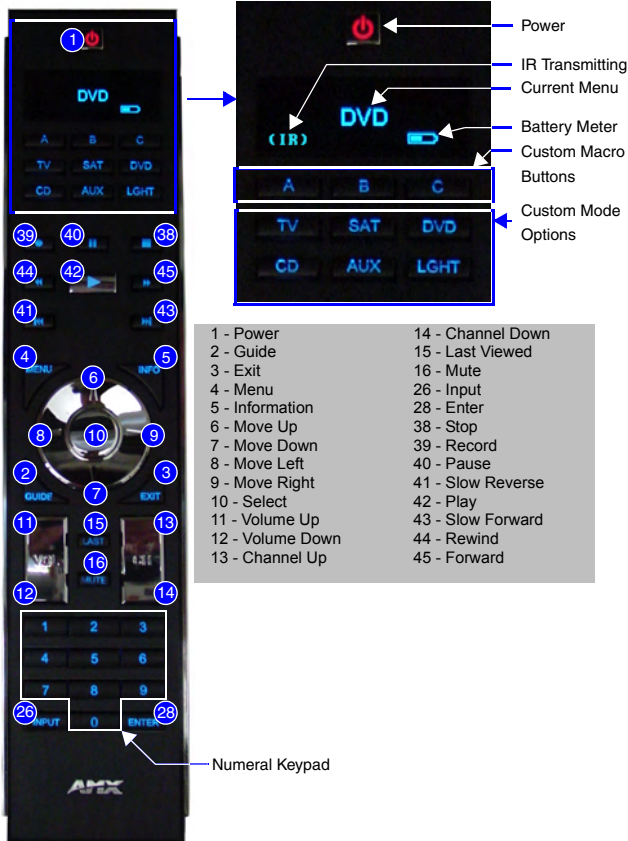 1
DVD
A B C
TV SAT DVD
CD AUX LGHT
39 40 38
44 42 45
41 43
4 5
MENU INFO
6
8 10 9
2 3
7
GUIDE EXIT
11 15 13
LAST
16
MUTE
12 14
1 2 3
4 5 6
7 8 9
26 28
INPUT 0 ENTER
AMX
DVD
(IR)
A B C
TV SAT DVD
CD AUX LGHT
Power
IR Transmitting
Current Menu
Battery Meter
Custom Macro
Buttons
Custom Mode
Options
1 - Power
2 - Guide
3 - Exit
4 - Menu
5 - Information
6 - Move Up
7 - Move Down
8 - Move Left
9 - Move Right
10 - Select
11 - Volume Up
12 - Volume Down
13 - Channel Up
14 - Channel Down
15 - Last Viewed
16 - Mute
26 - Input
28 - Enter
38 - Stop
39 - Record
40 - Pause
41 - Slow Reverse
42 - Play
43 - Slow Forward
44 - Rewind
45 - Forward
Numeral Keypad